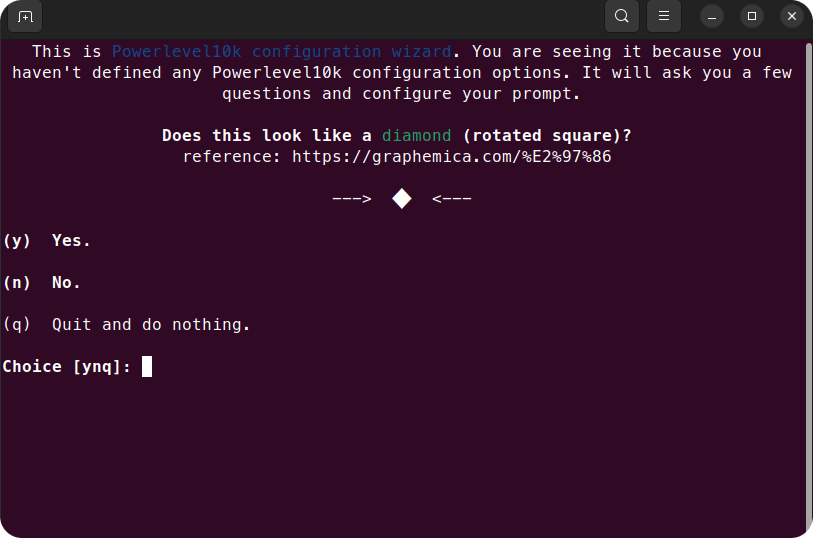 This is Powerlevel10k configuration wizard. You are seeing it because you
haven't defined any Powerlevel10k configuration options. It will ask you a few
questions and configure your prompt.
Does this look like a diamond (rotated square)?
reference: https://graphemica.com/%E2%97%86
---> ◆ <---
(y) Yes.
(n) No.
(q) Quit and do nothing.
Choice [ynq]: